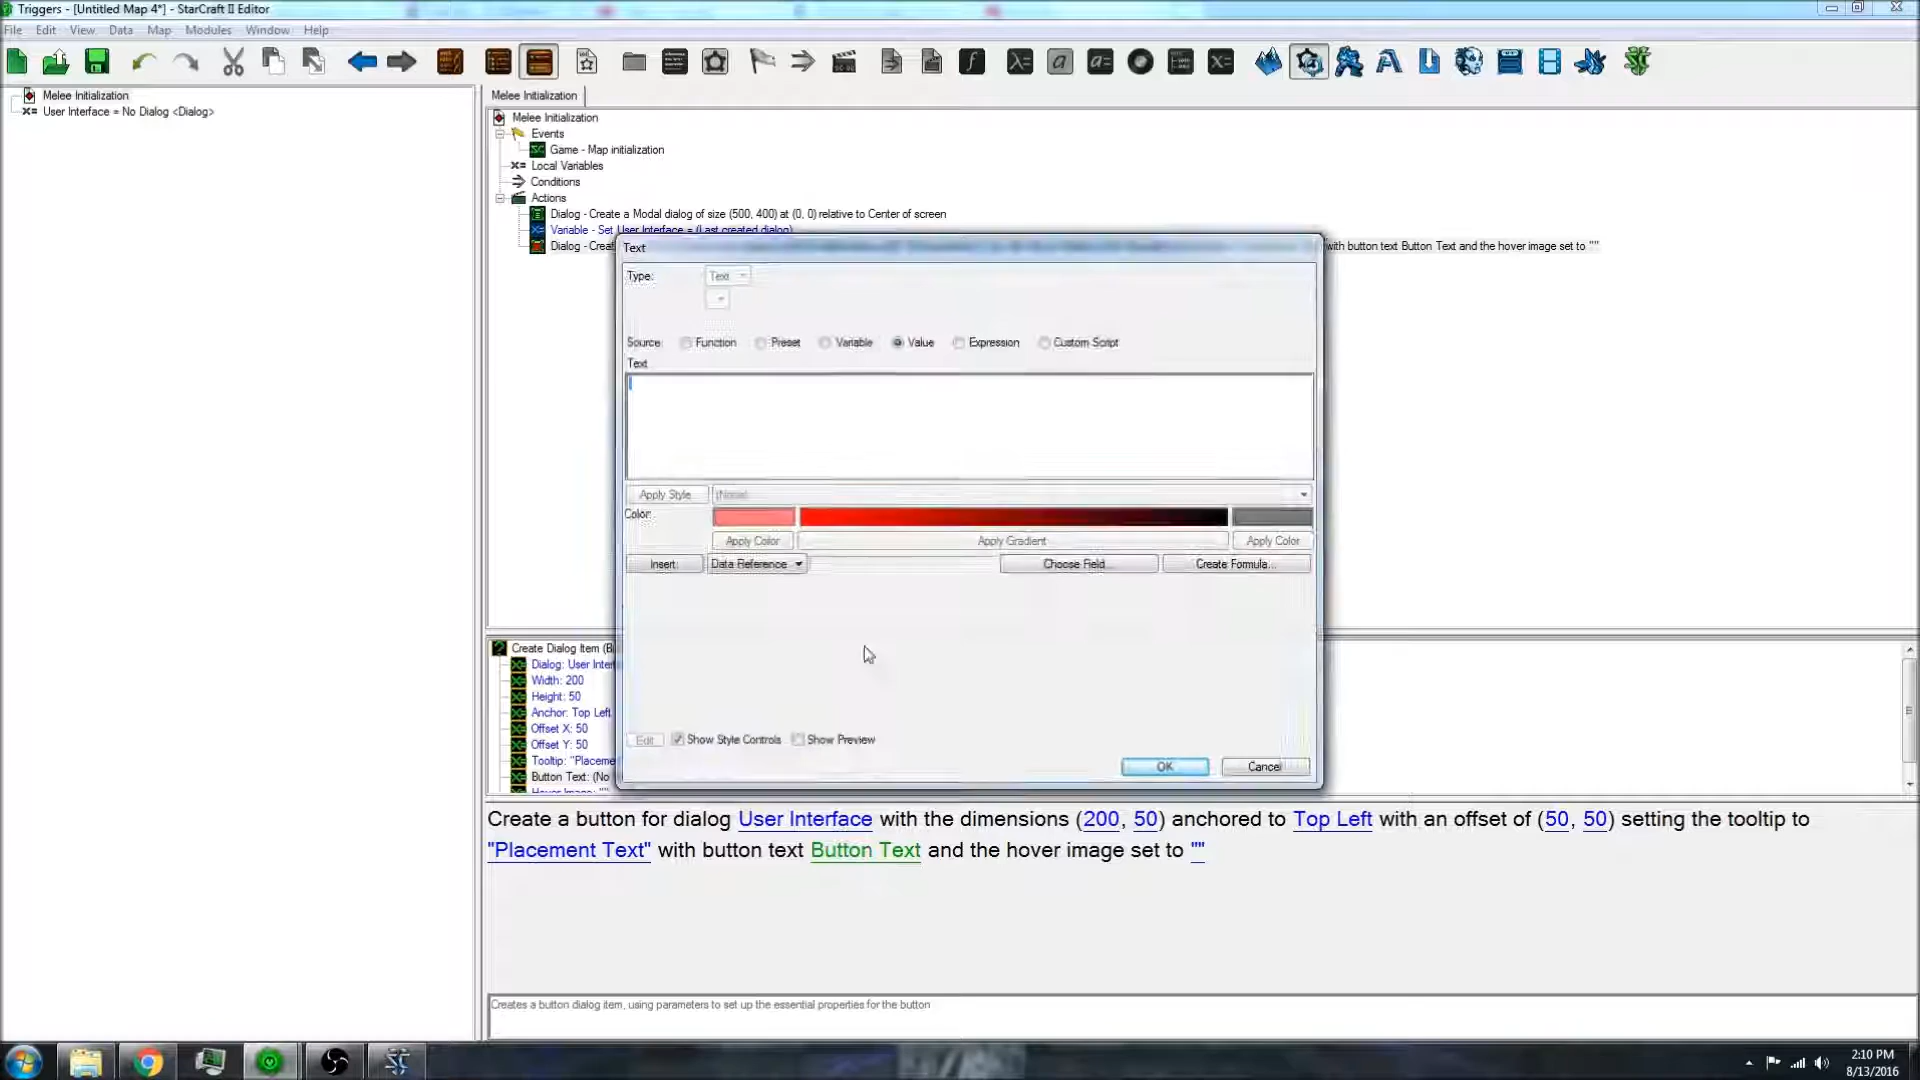 Triggers - [Untitled Map 4*] - StarCraft II Editor
File Edit View Data Map Modules Window Help
Melee Initialization
User Interface = No Dialog <Dialog>
Melee Initialization
Melee Initialization
Events
Game - Map initialization
Local Variables
Conditions
Actions
Dialog - Create a Modal dialog of size (500, 400) at (0, 0) relative to Center of screen
Variable - Set User Interface = (Last created dialog)
Dialog - Creat
with button text Button Text and the hover image set to ""
Text
Type: Text
Source: Function Preset Variable Value Expression Custom Script
Text
Apply Style (None)
Color:
Apply Color Apply Gradient Apply Color
Insert: Data Reference Choose Field... Create Formula...
Edit Show Style Controls Show Preview
OK Cancel
Create Dialog Item (B
Dialog: User Inter
Width: 200
Height: 50
Anchor: Top Left
Offset X: 50
Offset Y: 50
Tooltip: "Placeme
Button Text: (No
Hover Image: ""
Create a button for dialog User Interface with the dimensions (200, 50) anchored to Top Left with an offset of (50, 50) setting the tooltip to
"Placement Text" with button text Button Text and the hover image set to ""
Creates a button dialog item, using parameters to set up the essential properties for the button
2:10 PM
8/13/2016